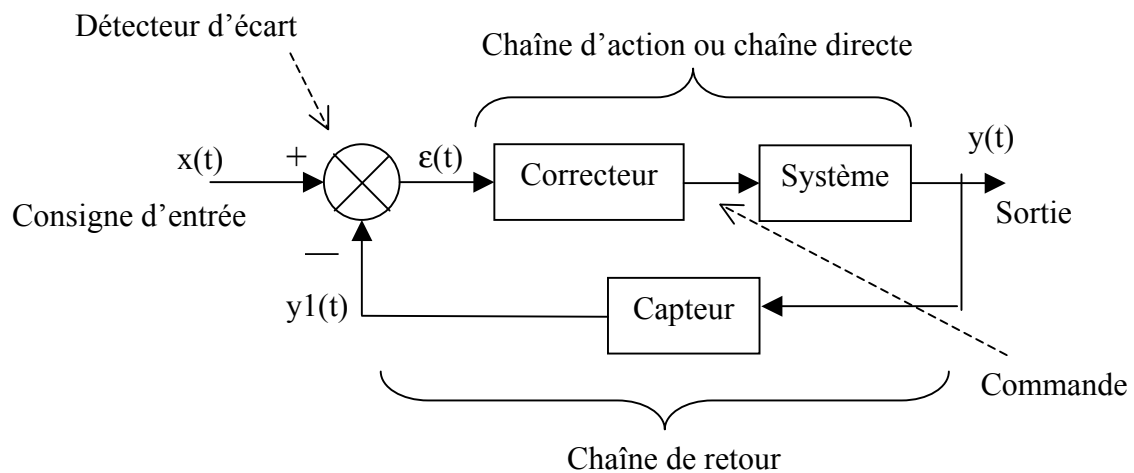 Détecteur d'écart
Chaîne d'action ou chaîne directe
x(t)
+
ε(t)
Correcteur
Système
y(t)
Consigne d'entrée
Sortie
—
y1(t)
Capteur
Commande
Chaîne de retour